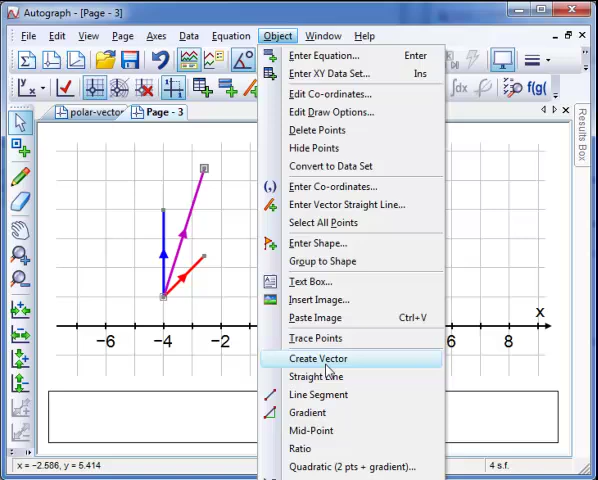 Autograph - [Page - 3]
File Edit View Page Axes Data Equation Object Window Help
polar-vector Page - 3
Results Box
Enter Equation... Enter
Enter XY Data Set... Ins
Edit Co-ordinates...
Edit Draw Options...
Delete Points
Hide Points
Convert to Data Set
Enter Co-ordinates...
Enter Vector Straight Line...
Select All Points
Enter Shape...
Group to Shape
Text Box...
Insert Image...
Paste Image Ctrl+V
Trace Points
Create Vector
Straight Line
Line Segment
Gradient
Mid-Point
Ratio
Quadratic (2 pts + gradient)...
x
−6 −4 −2 6 8
x = −2.586, y = 5.414 4 s.f.